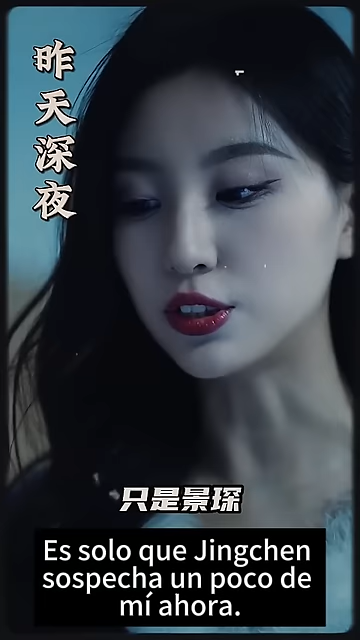 昨天深夜
只是景琛
Es solo que Jingchen
sospecha un poco de
mí ahora.